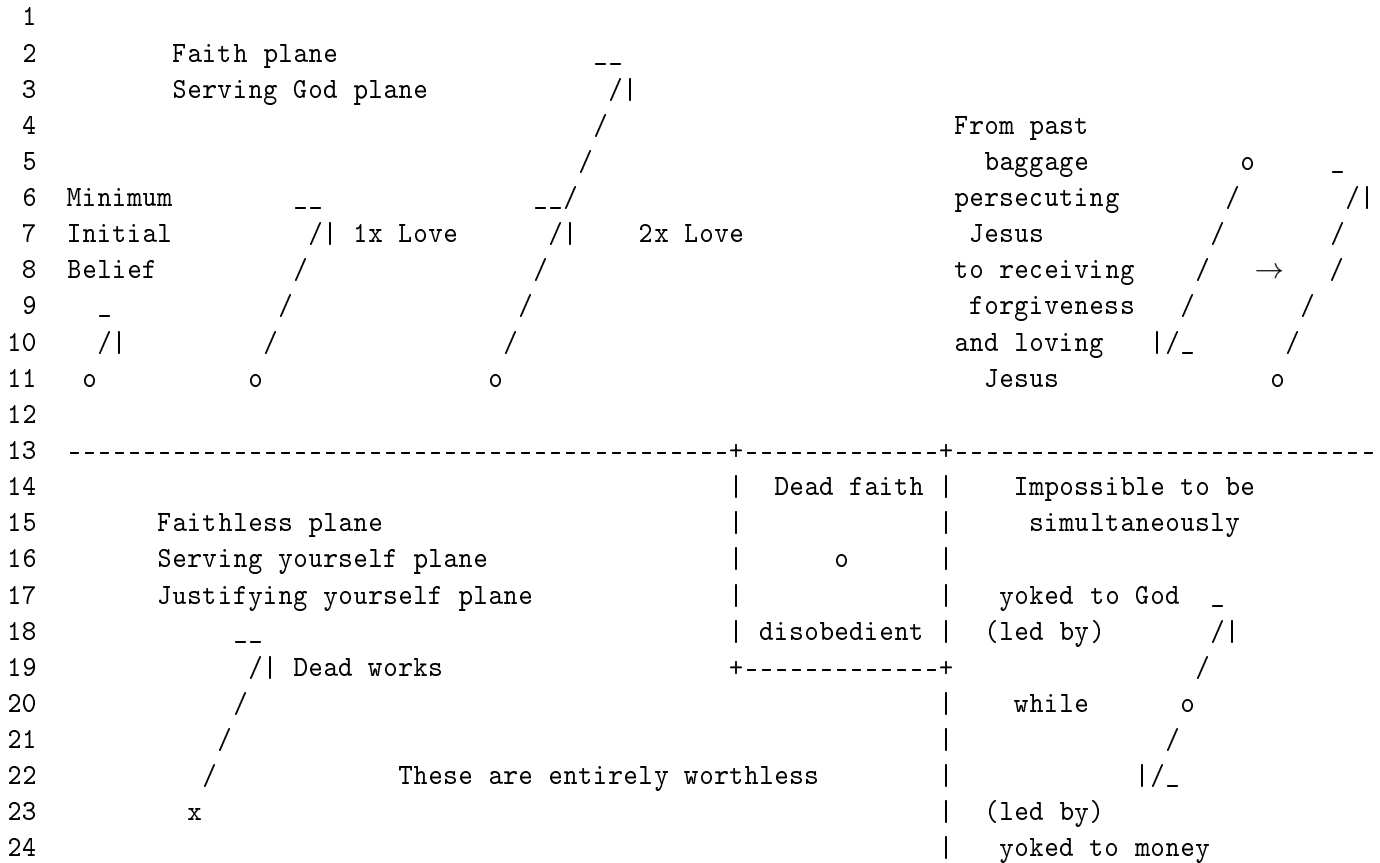 1
2         Faith plane                 __
3         Serving God plane            /|
4                                     /                       From past
5                                    /                          baggage          o     _
6  Minimum        __              __/                         persecuting       /       /|
7  Initial         /| 1x Love      /|    2x Love               Jesus           /       /
8  Belief         /               /                           to receiving    /   →   /
9    _           /               /                             forgiveness   /       /
10   /|         /               /                             and loving   |/_      /
11  o          o               o                                Jesus              o
12
13 --------------------------------------------+-------------+----------------------------
14                                             |  Dead faith |    Impossible to be
15       Faithless plane                       |             |     simultaneously
16       Serving yourself plane                |      o      |
17       Justifying yourself plane             |             |   yoked to God  _
18            __                               | disobedient |  (led by)       /|
19             /| Dead works                   +-------------+                /
20            /                                              |    while      o
21           /                                               |              /
22          /            These are entirely worthless        |            |/_
23         x                                                 |  (led by)
24                                                           |   yoked to money